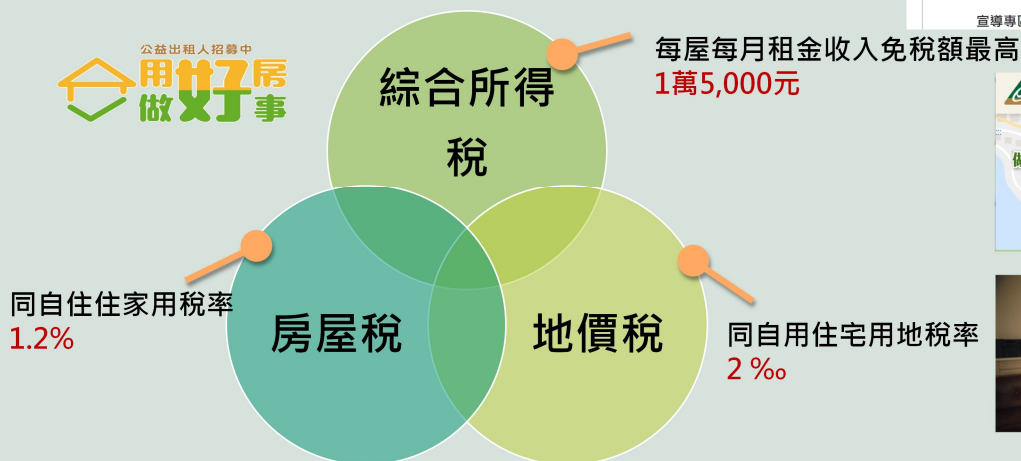 宣導專區
公益出租人招募中
用好房
做好事
每屋每月租金收入免稅額最高
1萬5,000元
綜合所得
稅
同自住住家用稅率
1.2%
房屋稅
地價稅
同自用住宅用地稅率
2 ‰